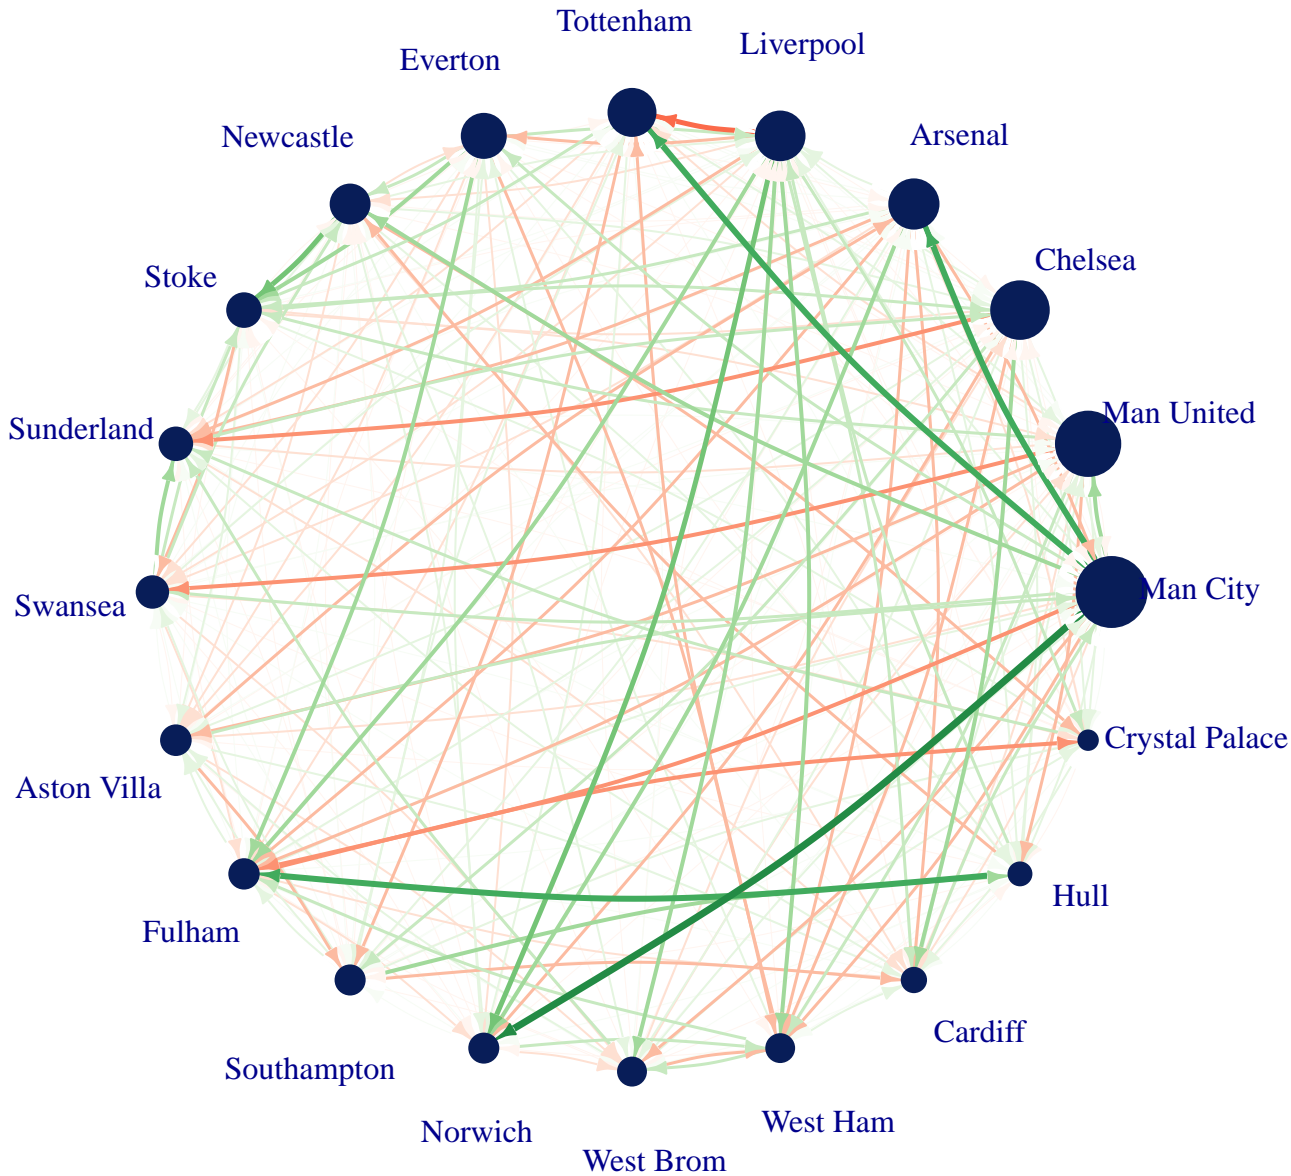 Tottenham
Liverpool
Everton
Arsenal
Newcastle
Chelsea
Stoke
Man United
Sunderland
Man City
Swansea
Crystal Palace
Aston Villa
Hull
Fulham
Cardiff
Southampton
West Ham
Norwich
West Brom